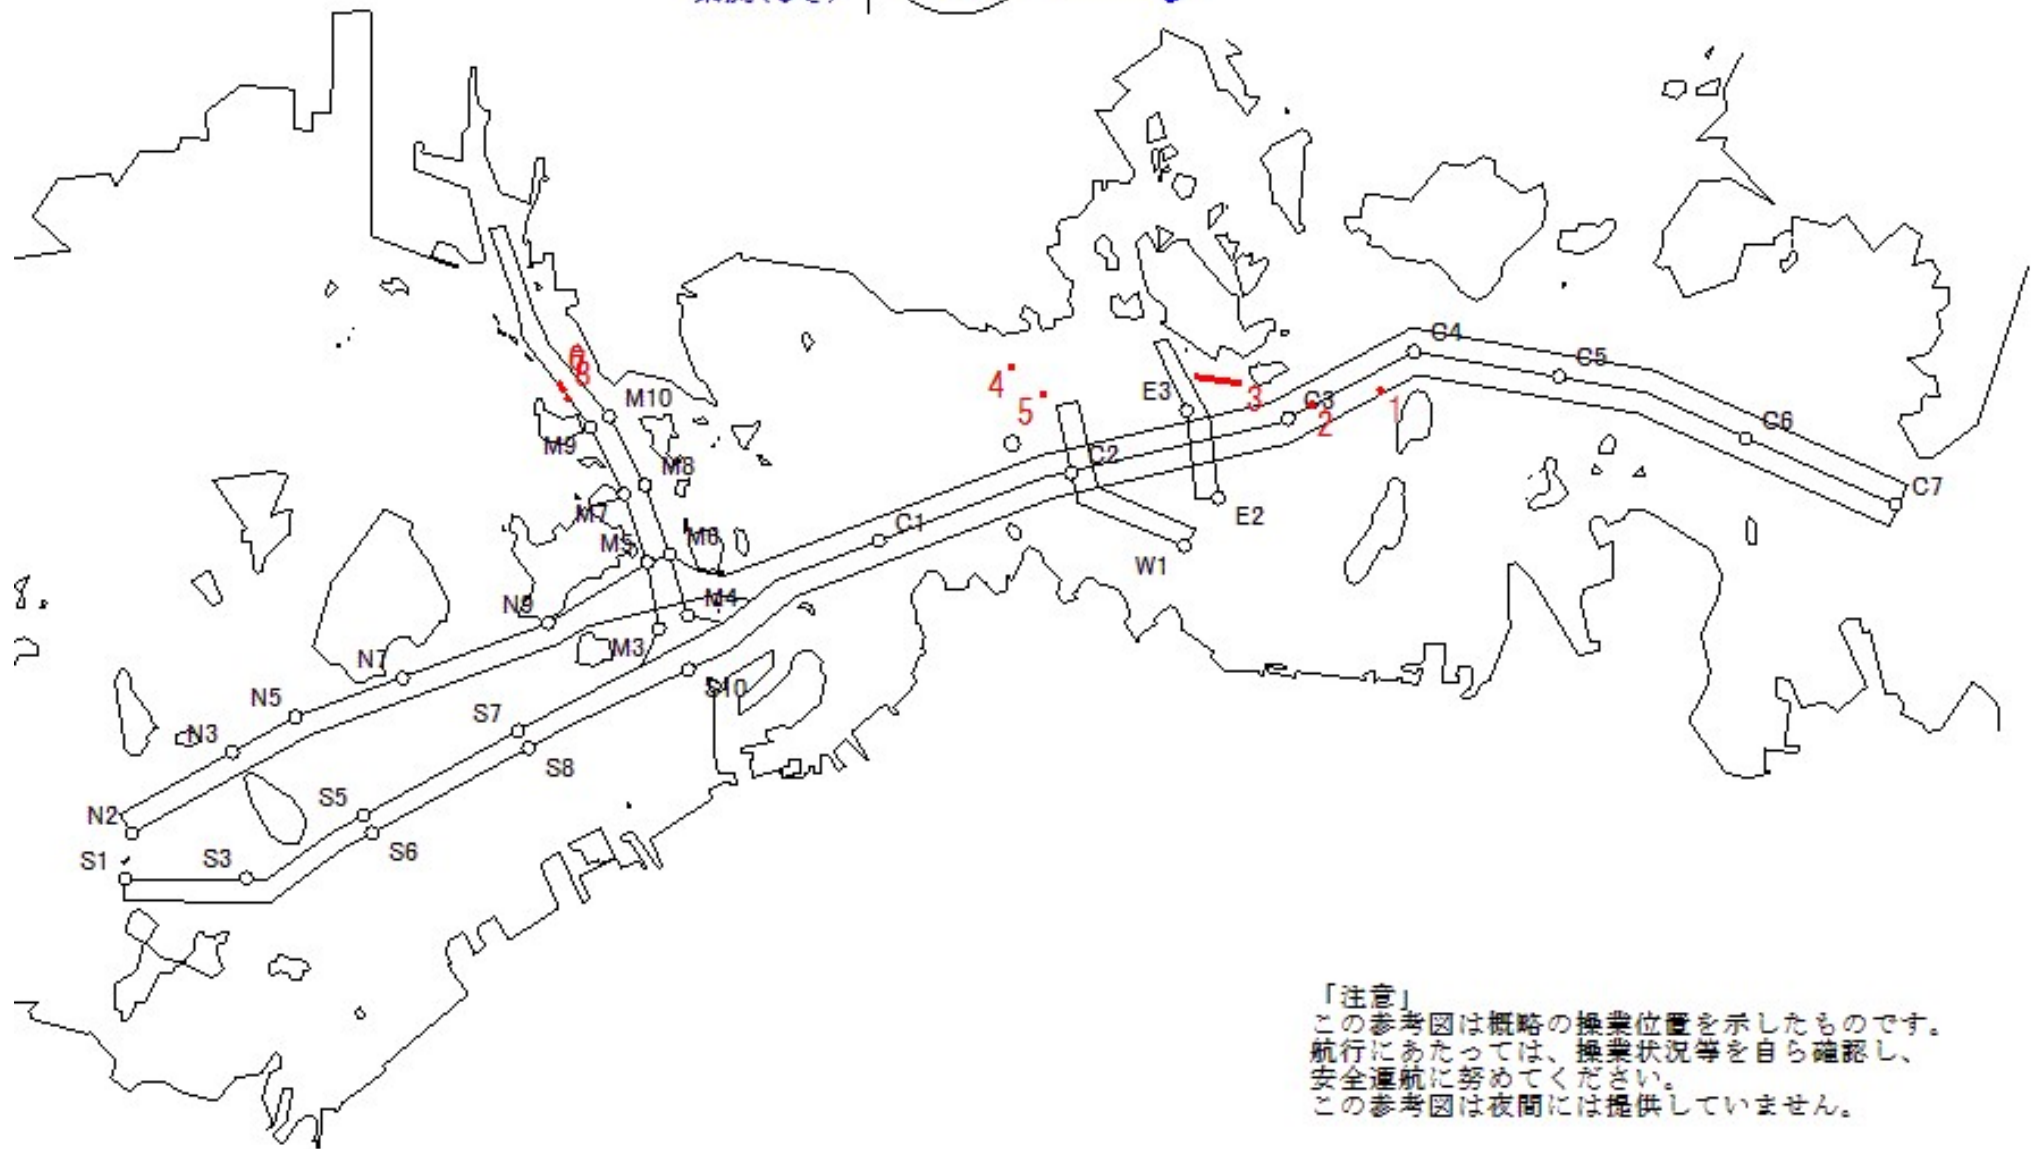 C4
C5
8
4
5
E3
3
C3
2
1
M10
M9
M8
C2
C6
C7
M7
M5
M6
C1
E2
W1
N9
M4
M3
N7
N5
S10
N3
S7
S8
N2
S5
S1
S3
S6
「注意」
この参考図は概略の操業位置を示したものです。
航行にあたっては、操業状況等を自ら確認し、
安全運航に努めてください。
この参考図は夜間には提供していません。